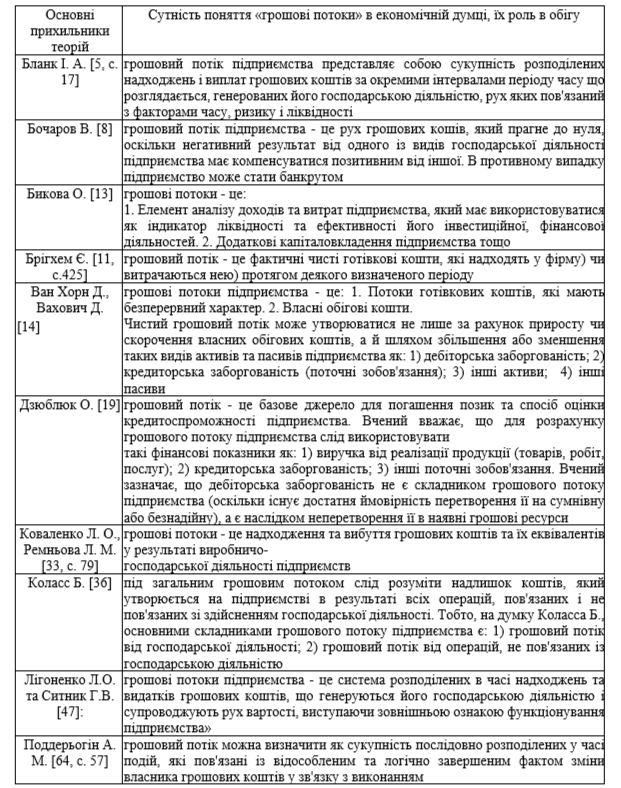 Основні
прихильники
теорій
Сутність поняття «грошові потоки» в економічній думці, їх роль в обігу
Бланк І. А. [5, с.
17]
грошовий потік підприємства представляє собою сукупність розподілених
надходжень і виплат грошових коштів за окремими інтервалами періоду часу що
розглядається, генерованих його господарською діяльністю, рух яких пов'язаний
з факторами часу, ризику і ліквідності
Бочаров В. [8]
грошовий потік підприємства - це рух грошових кошів, який прагне до нуля,
оскільки негативний результат від одного із видів господарської діяльності
підприємства має компенсуватися позитивним від іншої. В противному випадку
підприємство може стати банкрутом
Бикова О. [13]
грошові потоки - це:
1. Елемент аналізу доходів та витрат підприємства, який має використовуватися
як індикатор ліквідності та ефективності його інвестиційної, фінансової
діяльностей. 2. Додаткові капіталовкладення підприємства тощо
Брігхем Є. [11,
с.425]
грошовий потік - це фактичні чисті готівкові кошти, які надходять у фірму) чи
витрачаються нею) протягом деякого визначеного періоду
Ван Хорн Д.,
Вахович Д.
[14]
грошові потоки підприємства - це: 1. Потоки готівкових коштів, які мають
безперервний характер. 2. Власні обігові кошти.
Чистий грошовий потік може утворюватися не лише за рахунок приросту чи
скорочення власних обігових коштів, а й шляхом збільшення або зменшення
таких видів активів та пасивів підприємства як: 1) дебіторська заборгованість; 2)
кредиторська заборгованість (поточні зобов'язання); 3) інші активи; 4) інші
пасиви
Дзюблюк О. [19]
грошовий потік - це базове джерело для погашення позик та спосіб оцінки
кредитоспроможності підприємства. Вчений вважає, що для розрахунку
грошового потоку підприємства слід використовувати
такі фінансові показники як: 1) виручка від реалізації продукції (товарів, робіт,
послуг); 2) кредиторська заборгованість; 3) інші поточні зобов'язання. Вчений
зазначає, що дебіторська заборгованість не є складником грошового потоку
підприємства (оскільки існує достатня ймовірність перетворення її на сумнівну
або безнадійну), а є наслідком неперетворення її в наявні грошові ресурси
Коваленко Л. О.,
Ремньова Л. М.
[33, с. 79]
грошові потоки - це надходження та вибуття грошових коштів та їх еквівалентів
у результаті виробничо-
господарської діяльності підприємств
Коласс Б. [36]
під загальним грошовим потоком слід розуміти надлишок коштів, який
утворюється на підприємстві в результаті всіх операцій, пов'язаних і не
пов'язаних зі здійсненням господарської діяльності. Тобто, на думку Коласса Б.,
основними складниками грошового потоку підприємства є: 1) грошовий потік
від господарської діяльності; 2) грошовий потік від операцій, не пов'язаних із
господарською діяльністю
Лігоненко Л.О.
та Ситник Г.В.
[47]:
грошові потоки підприємства - це система розподілених в часі надходжень та
видатків грошових коштів, що генеруються його господарською діяльністю і
супроводжують рух вартості, виступаючи зовнішньою ознакою функціонування
підприємства»
Поддерьогін А.
М. [64, с. 57]
грошовий потік можна визначити як сукупність послідовно розподілених у часі
подій, які пов'язані із відособленим та логічно завершеним фактом зміни
власника грошових коштів у зв'язку з виконанням